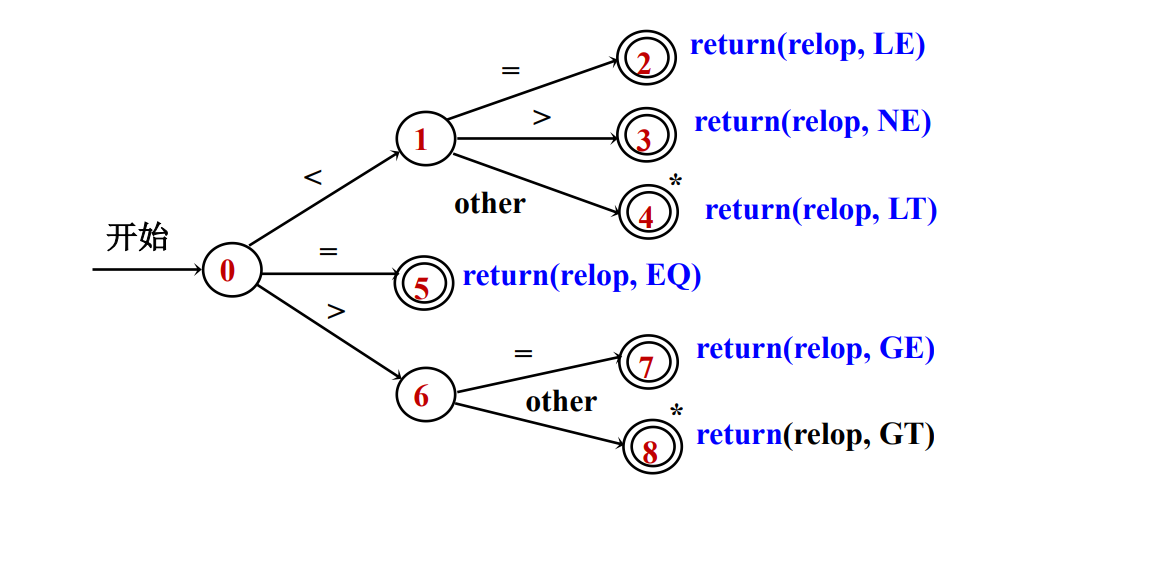 = 2 return(relop, LE)
> 3 return(relop, NE)
1
< other 4 * return(relop, LT)
开始 0 = 5 return(relop, EQ)
>
= 7 return(relop, GE)
6 other
8 * return(relop, GT)